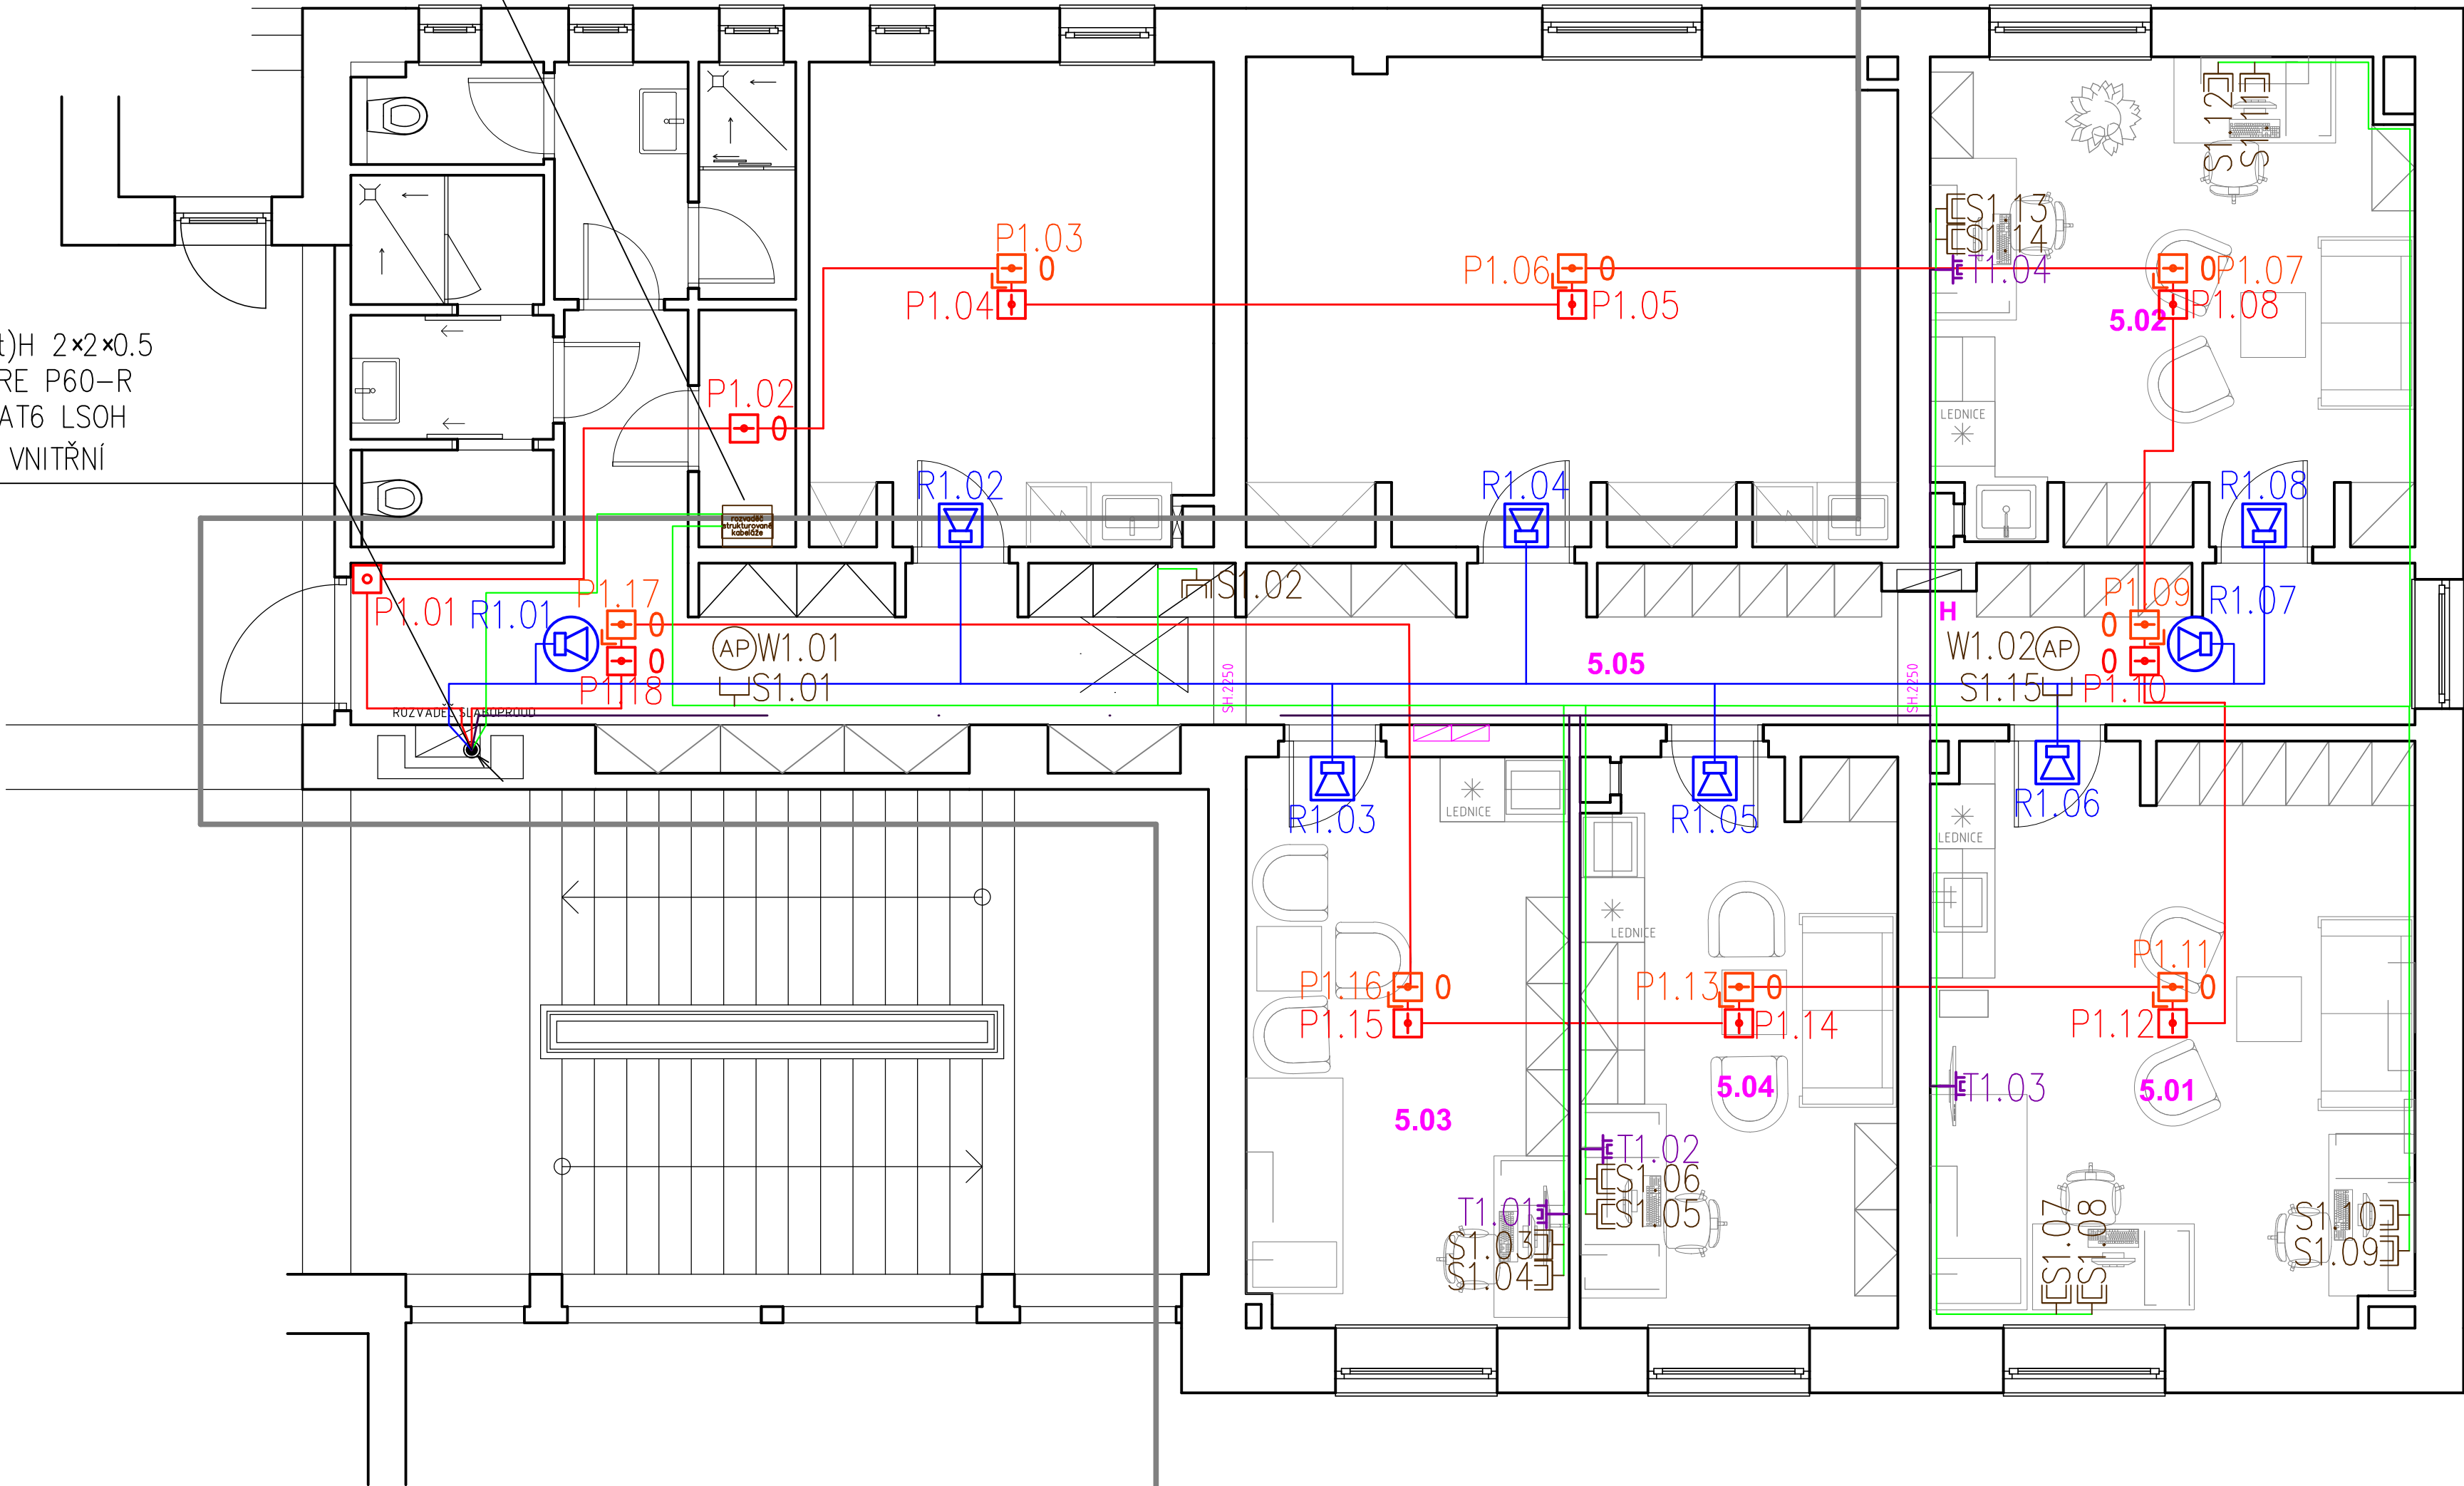 t)H 2×2×0.5
RE P60-R
AT6 LSOH
VNITŘNÍ
P1.03
0
P1.04
P1.06
0
P1.05
P1.02
0
S1.12
S1.11
S1.13
S1.14
T1.04
0
P1.07
P1.08
5.02
LEDNICE
R1.02
R1.04
R1.08
rozvaděč
strukturované
kabeláže
P1.01
R1.01
P1.17
0
0
P1.18
AP
W1.01
S1.01
S1.02
SH.2250
5.05
SH.2250
H
W1.02
AP
S1.15
P1.09
0
0
P1.10
R1.07
ROZVADĚČ SLABOPROUD
R1.03
LEDNICE
R1.05
LEDNICE
R1.06
LEDNICE
P1.16
0
P1.15
P1.13
0
P1.14
P1.11
0
P1.12
5.03
5.04
T1.03
5.01
T1.02
S1.06
S1.05
T1.01
S1.03
S1.04
S1.07
S1.08
S1.10
S1.09